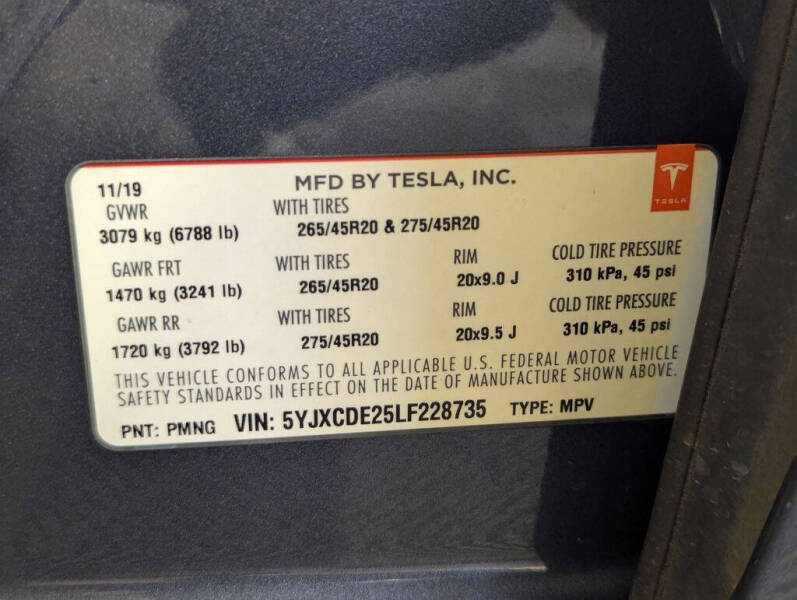 11/19 MFD BY TESLA, INC.
TESLA
GVWR WITH TIRES
3079 kg (6788 lb) 265/45R20 & 275/45R20
GAWR FRT WITH TIRES RIM COLD TIRE PRESSURE
1470 kg (3241 lb) 265/45R20 20x9.0 J 310 kPa, 45 psi
GAWR RR WITH TIRES RIM COLD TIRE PRESSURE
1720 kg (3792 lb) 275/45R20 20x9.5 J 310 kPa, 45 psi
THIS VEHICLE CONFORMS TO ALL APPLICABLE U.S. FEDERAL MOTOR VEHICLE
SAFETY STANDARDS IN EFFECT ON THE DATE OF MANUFACTURE SHOWN ABOVE.
PNT: PMNG VIN: 5YJXCDE25LF228735 TYPE: MPV